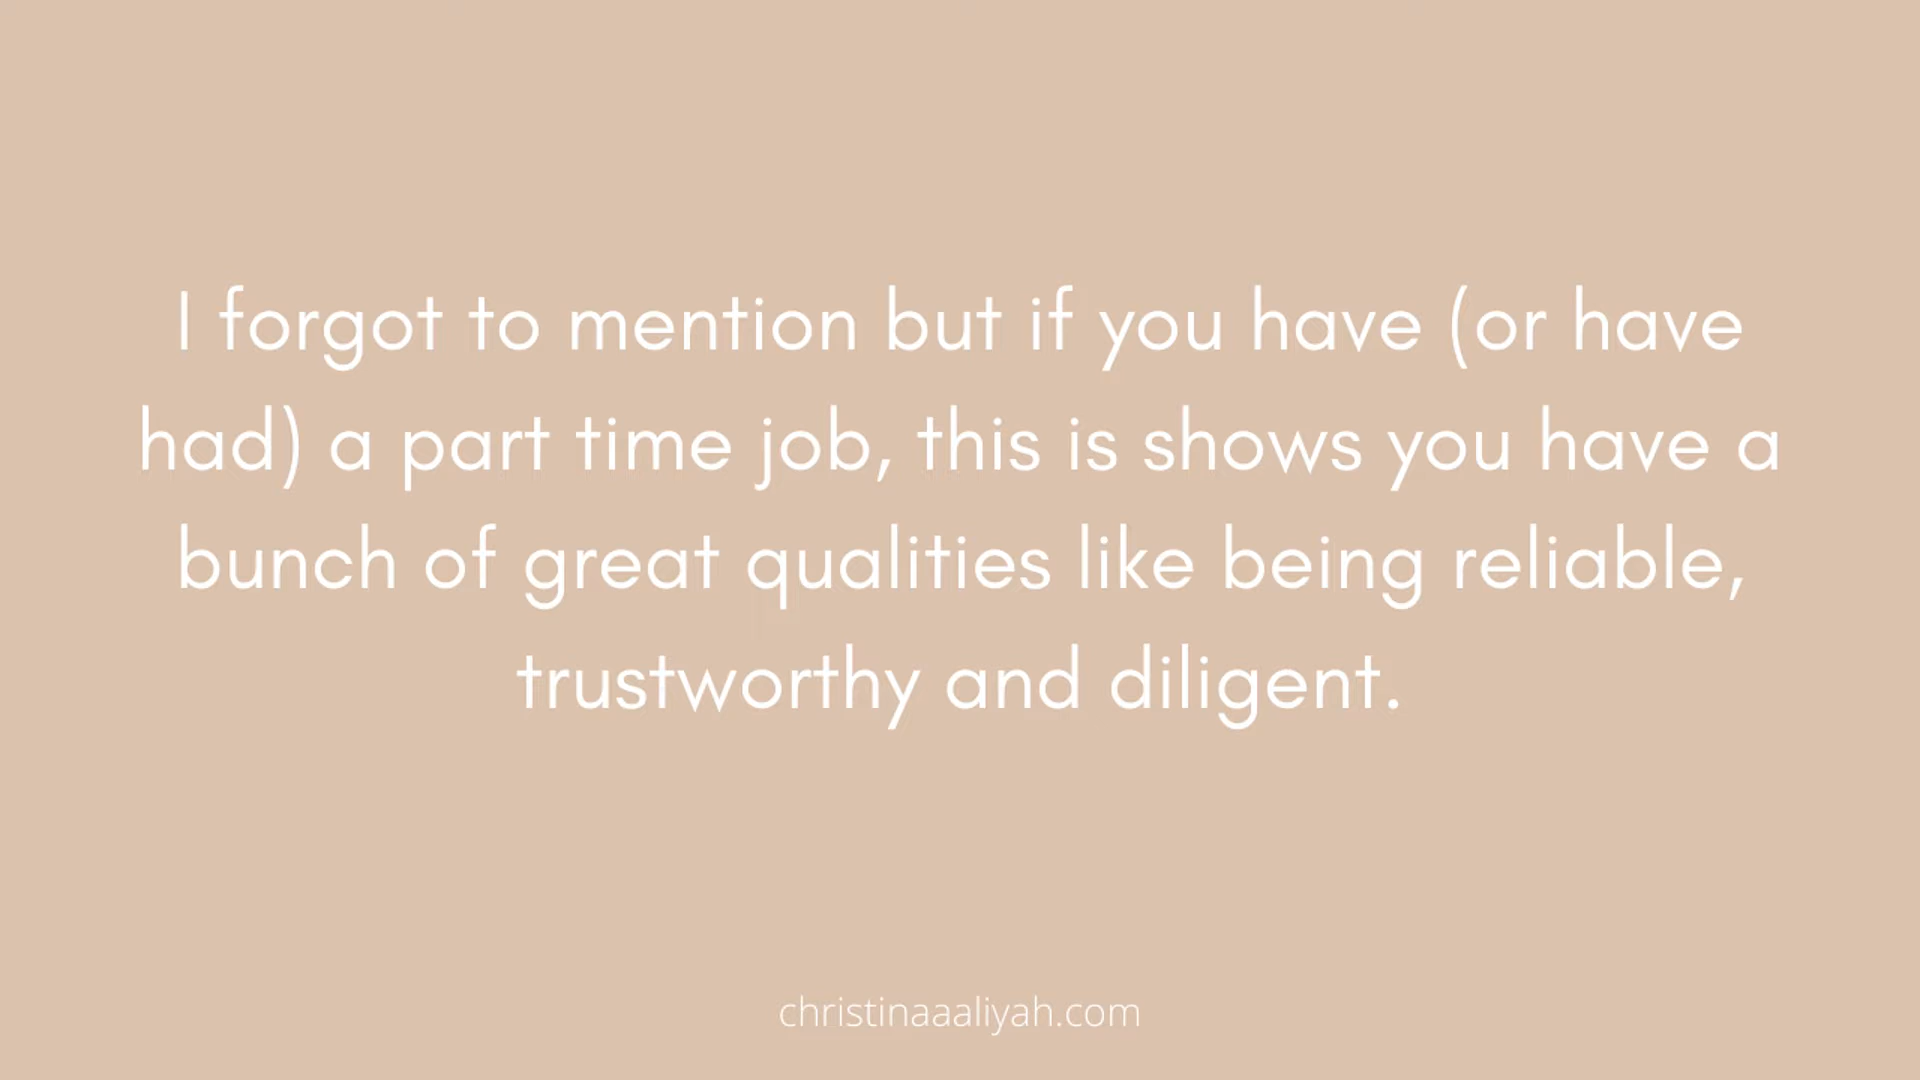 I forgot to mention but if you have (or have
had) a part time job, this is shows you have a
bunch of great qualities like being reliable,
trustworthy and diligent.
christinaaaliyah.com